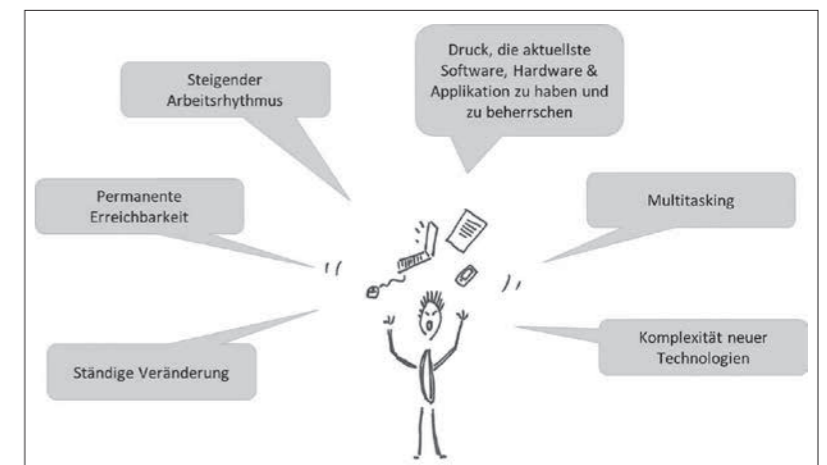 Druck, die aktuellste
Software, Hardware &
Applikation zu haben und
zu beherrschen
Steigender
Arbeitsrhythmus
Permanente
Erreichbarkeit
Multitasking
Ständige Veränderung
Komplexität neuer
Technologien